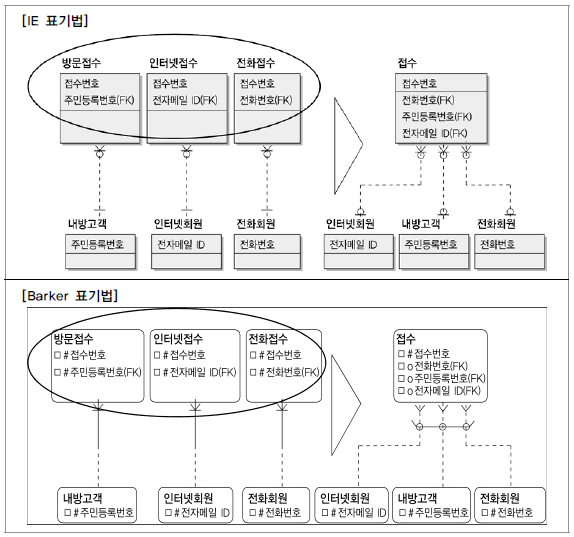 [IE 표기법]
방문접수 인터넷접수 전화접수 접수
접수번호 접수번호 접수번호 접수번호
주민등록번호(FK) 전자메일 ID(FK) 전화번호(FK) 전화번호(FK)
주민등록번호(FK)
전자메일 ID(FK)
내방고객 인터넷회원 전화회원 인터넷회원 내방고객 전화회원
주민등록번호 전자메일 ID 전화번호 전자메일 ID 주민등록번호 전화번호
[Barker 표기법]
방문접수 인터넷접수 전화접수 접수
□ #접수번호 □ #접수번호 □ #접수번호 □ #접수번호
□ #주민등록번호(FK) □ #전자메일 ID(FK) □ #전화번호(FK) □ o전화번호(FK)
□ o주민등록번호(FK)
□ o전자메일 ID(FK)
내방고객 인터넷회원 전화회원 인터넷회원 내방고객 전화회원
□ #주민등록번호 □ #전자메일 ID □ #전화번호 □ #전자메일 ID □ #주민등록번호 □ #전화번호